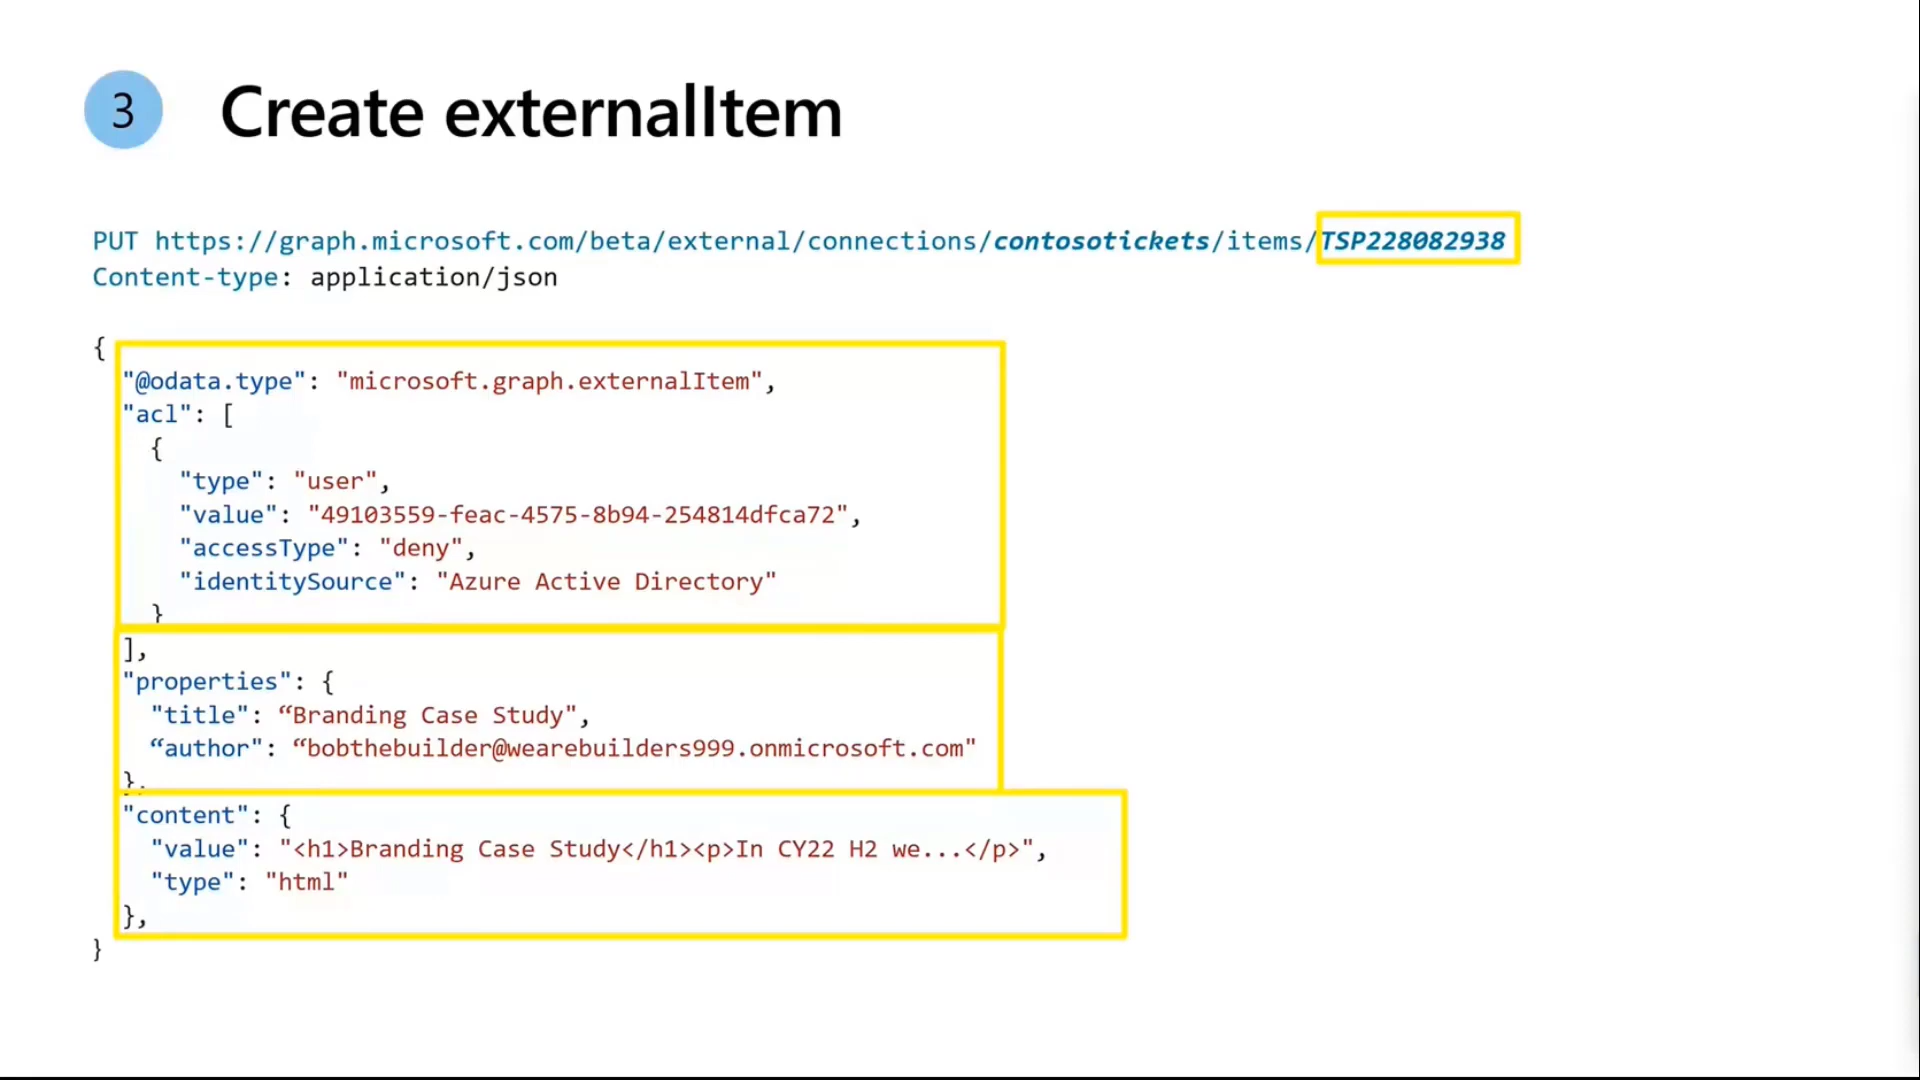 3
Create externalItem
PUT https://graph.microsoft.com/beta/external/connections/contosotickets/items/TSP228082938
Content-type: application/json
{
"@odata.type": "microsoft.graph.externalItem",
"acl": [
{
"type": "user",
"value": "49103559-feac-4575-8b94-254814dfca72",
"accessType": "deny",
"identitySource": "Azure Active Directory"
}
],
"properties": {
"title": “Branding Case Study",
“author": “bobthebuilder@wearebuilders999.onmicrosoft.com"
},
"content": {
"value": "<h1>Branding Case Study</h1><p>In CY22 H2 we...</p>",
"type": "html"
},
}